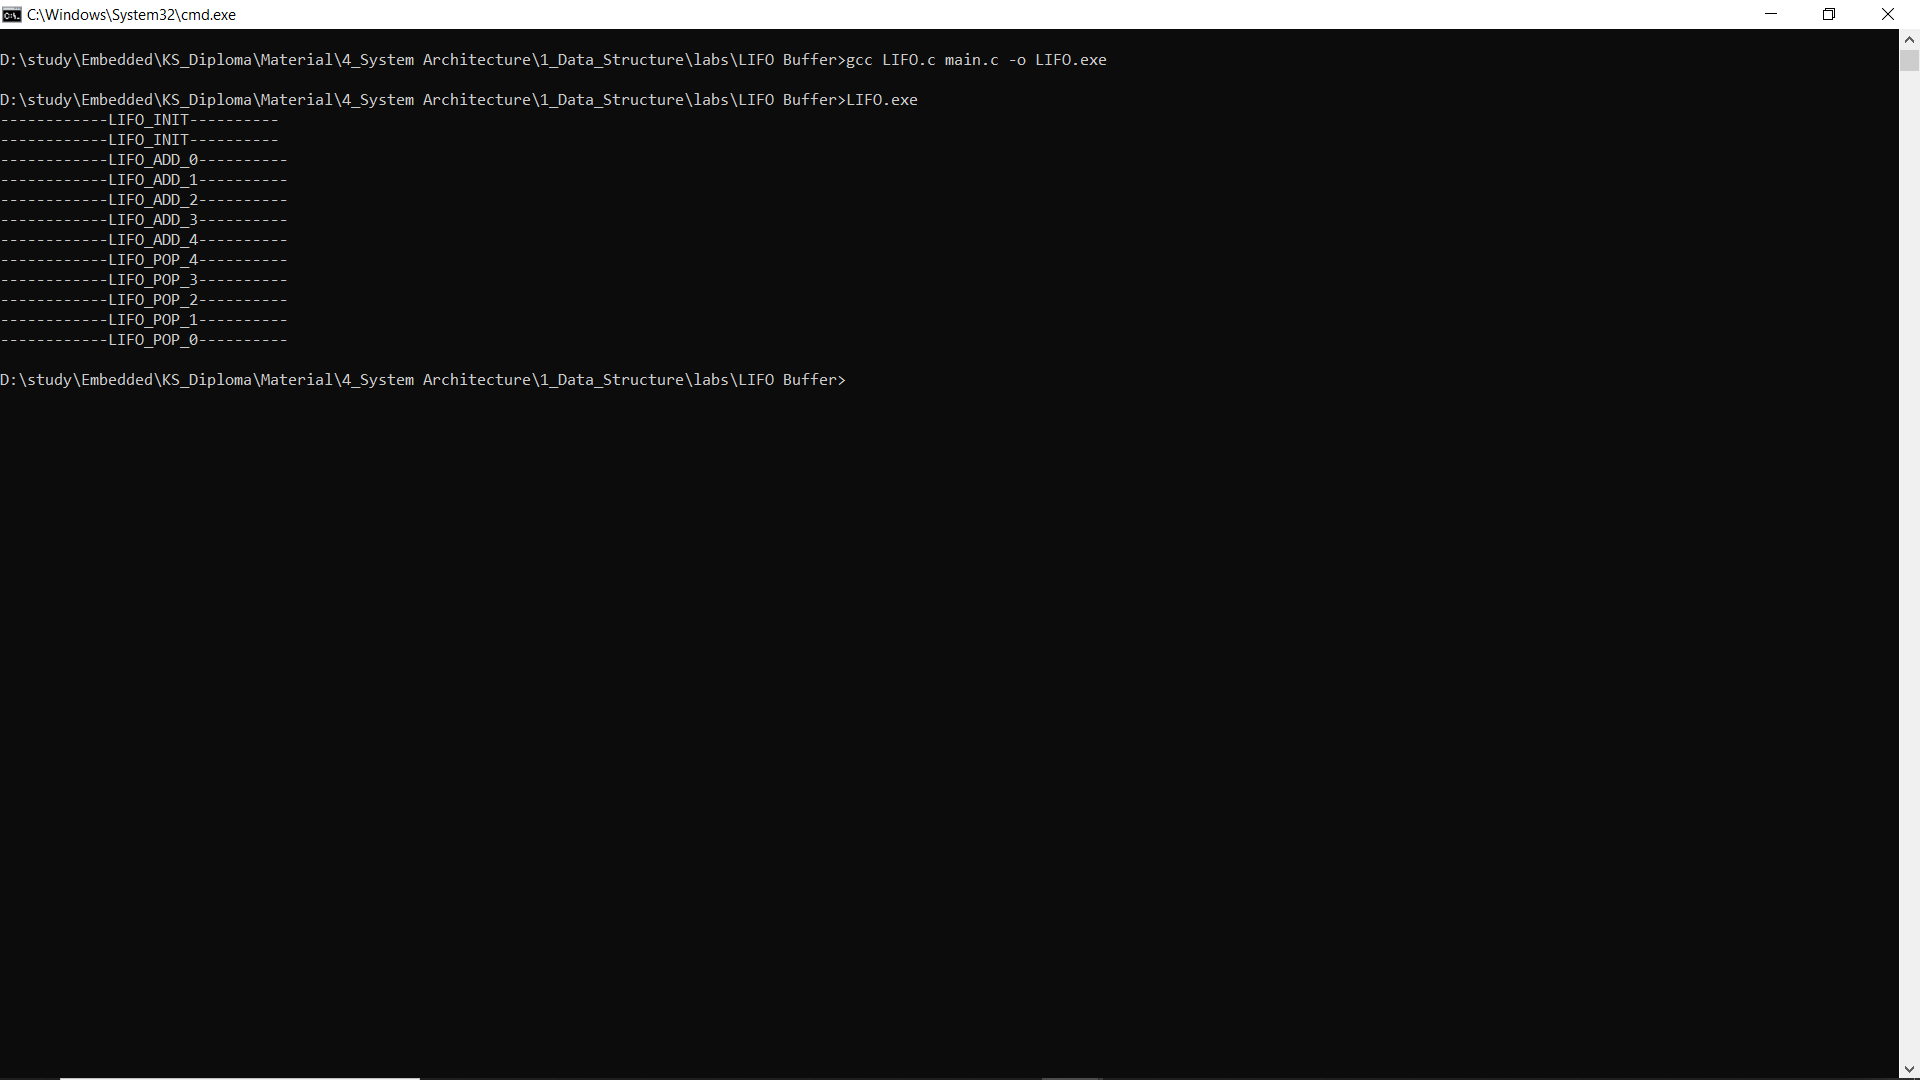 C:\Windows\System32\cmd.exe
D:\study\Embedded\KS_Diploma\Material\4_System Architecture\1_Data_Structure\labs\LIFO Buffer>gcc LIFO.c main.c -o LIFO.exe
D:\study\Embedded\KS_Diploma\Material\4_System Architecture\1_Data_Structure\labs\LIFO Buffer>LIFO.exe
------------LIFO_INIT----------
------------LIFO_INIT----------
------------LIFO_ADD_0----------
------------LIFO_ADD_1----------
------------LIFO_ADD_2----------
------------LIFO_ADD_3----------
------------LIFO_ADD_4----------
------------LIFO_POP_4----------
------------LIFO_POP_3----------
------------LIFO_POP_2----------
------------LIFO_POP_1----------
------------LIFO_POP_0----------
D:\study\Embedded\KS_Diploma\Material\4_System Architecture\1_Data_Structure\labs\LIFO Buffer>